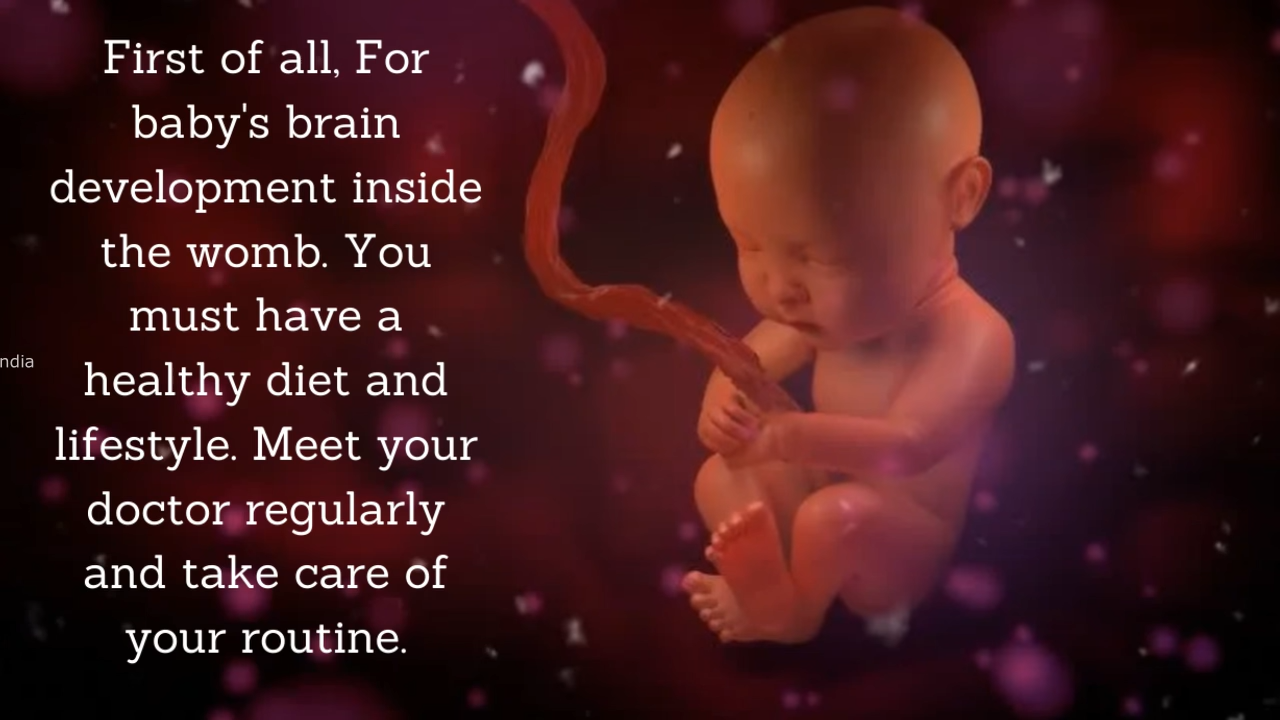 First of all, For
baby's brain
development inside
the womb. You
must have a
healthy diet and
lifestyle. Meet your
doctor regularly
and take care of
your routine.
ndia